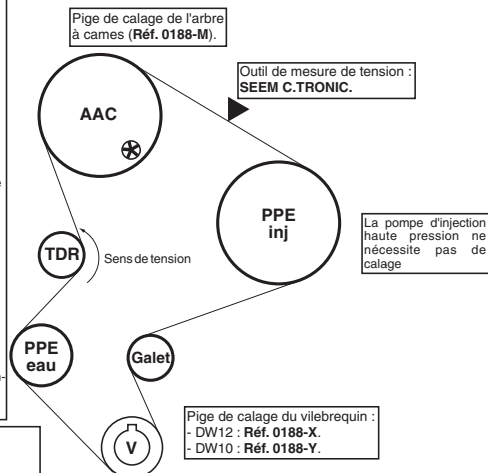 Pige de calage de l'arbre
à cames (Réf. 0188-M).
Outil de mesure de tension :
SEEM C.TRONIC.
AAC
PPE
inj
La pompe d'injection
haute pression ne
nécessite pas de
calage
TDR
Sens de tension
PPE
eau
Galet
Pige de calage du vilebrequin :
- DW12 : Réf. 0188-X.
- DW10 : Réf. 0188-Y.
V